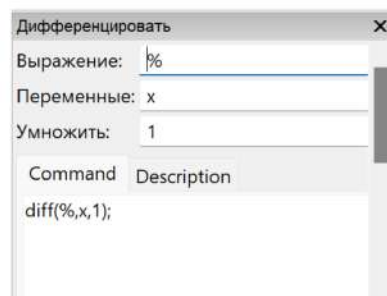 Дифференцировать
Выражение: %
Переменные: x
Умножить: 1
Command Description
diff(%,x,1);